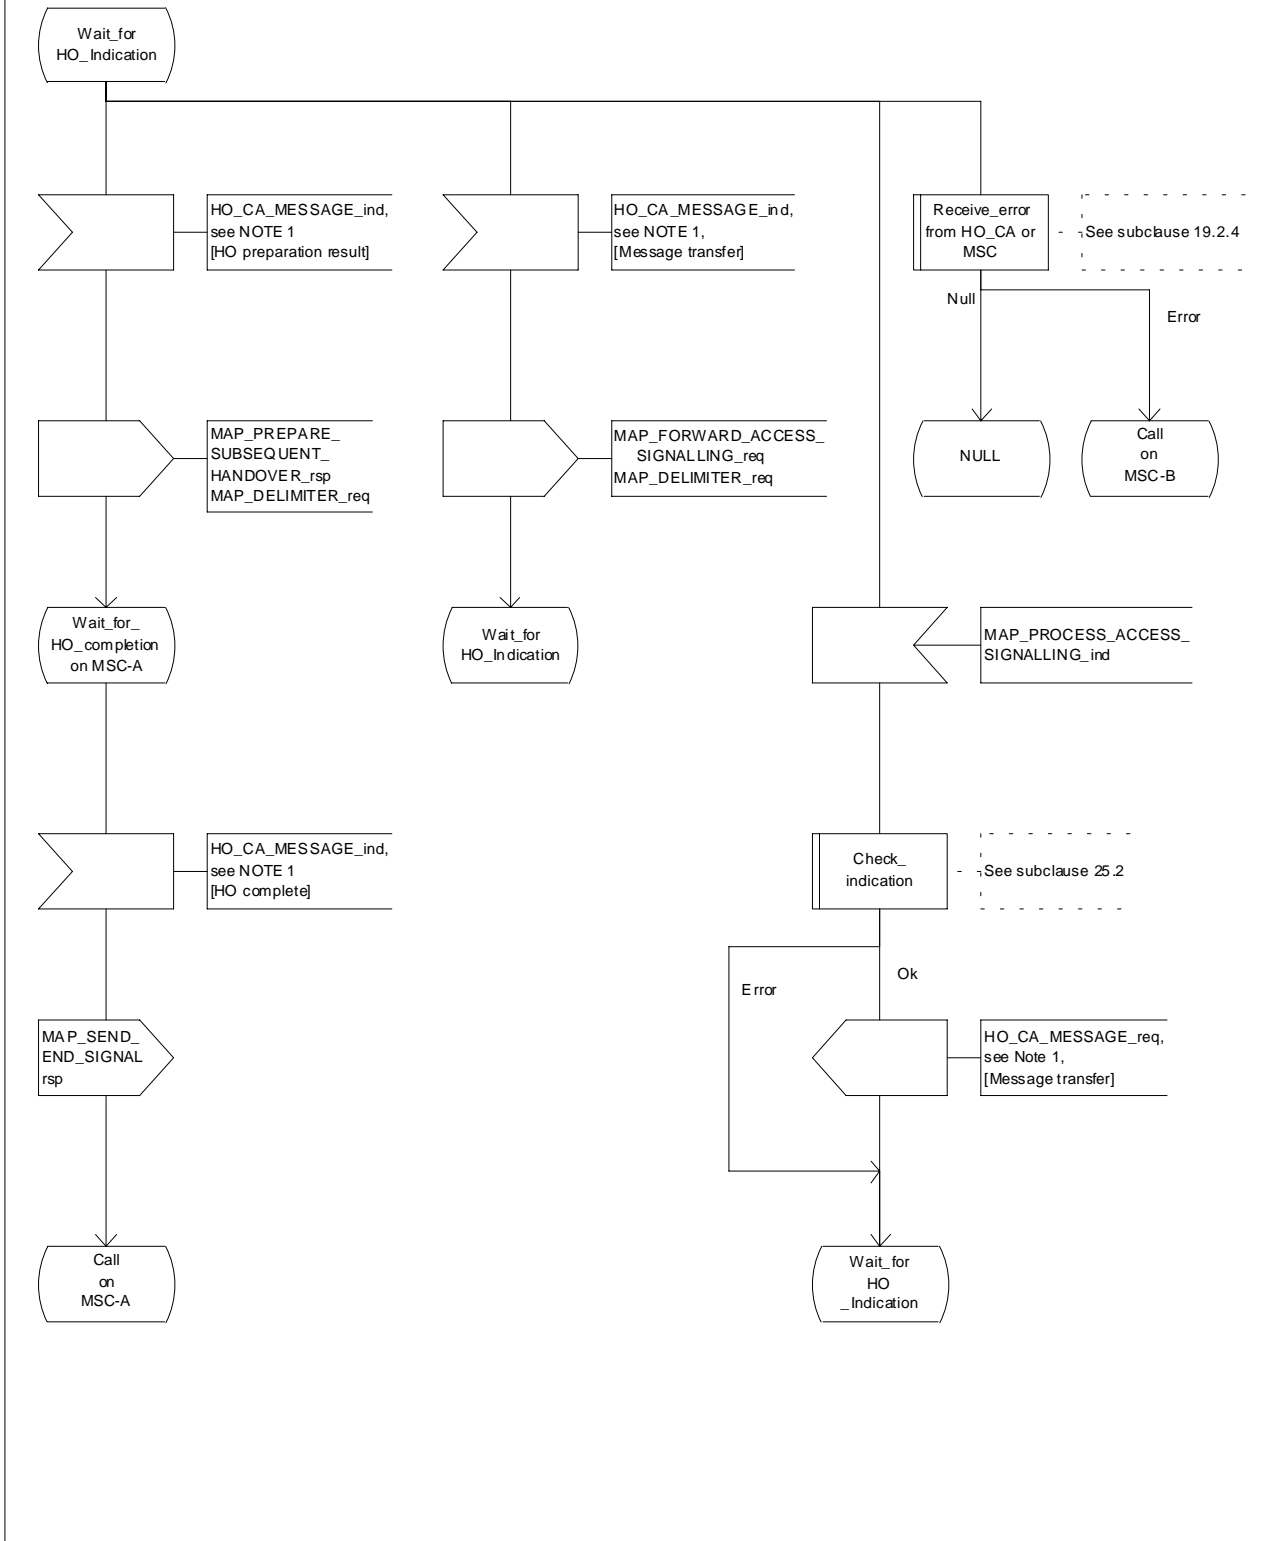 Wait_for
HO_Indication
HO_CA_MESSAGE_ind,
see NOTE 1
[HO preparation result]
HO_CA_MESSAGE_ind,
see NOTE 1,
[Message transfer]
Receive_error
from HO_CA or
MSC
See subclause 19.2.4
Null
Error
MAP_PREPARE_
SUBSEQUENT_
HANDOVER_rsp
MAP_DELIMITER_req
MAP_FORWARD_ACCESS_
SIGNALLING_req
MAP_DELIMITER_req
NULL
Call
on
MSC-B
Wait_for_
HO_completion
on MSC-A
Wait_for
HO_Indication
MAP_PROCESS_ACCESS_
SIGNALLING_ind
HO_CA_MESSAGE_ind,
see NOTE 1
[HO complete]
Check_
indication
See subclause 25.2
Error
Ok
MAP_SEND_
END_SIGNAL
rsp
HO_CA_MESSAGE_req,
see Note 1,
[Message transfer]
Call
on
MSC-A
Wait_for
HO
_Indication